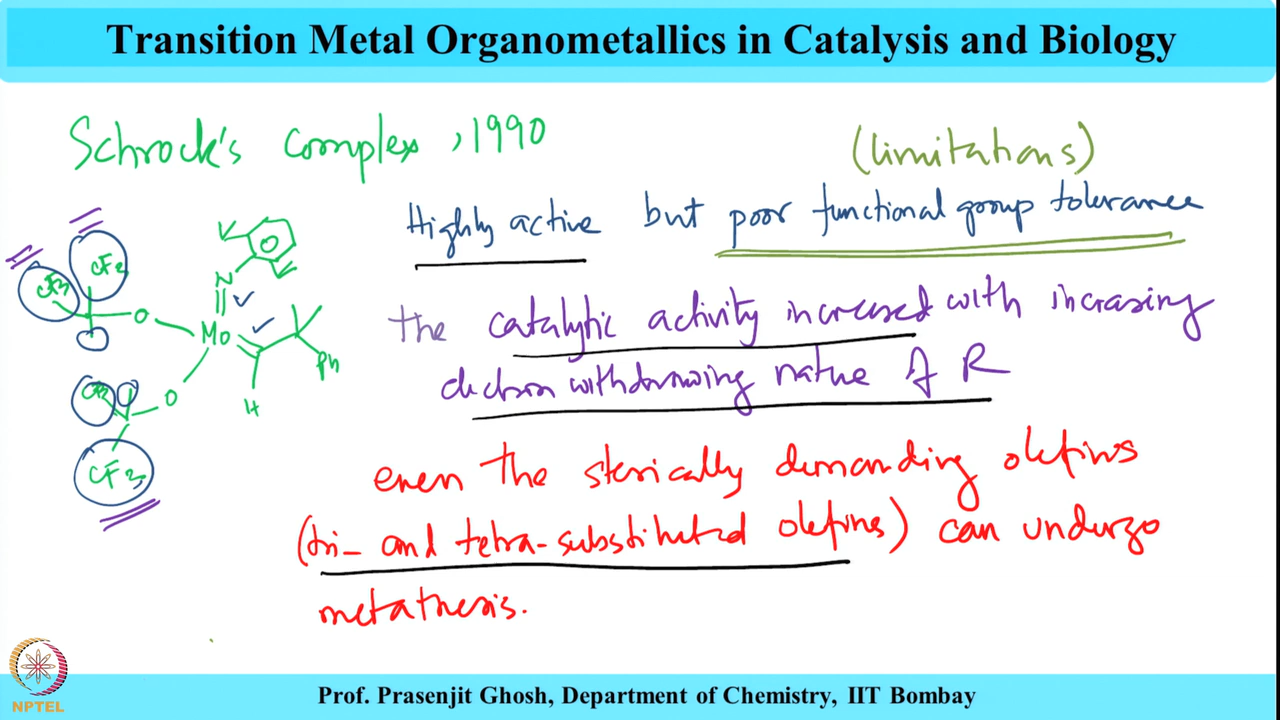 Transition Metal Organometallics in Catalysis and Biology
Schrock's complex, 1990
(limitations)
Highly active but poor functional group tolerance
the catalytic activity increased with increasing
electron withdrawing nature of R
even the sterically demanding olefins
(tri- and tetra-substituted olefins) can undergo
metathesis.
CF3
CF3
O
N
Mo
Ph
H
O
CF3
CF3
NPTEL
Prof. Prasenjit Ghosh, Department of Chemistry, IIT Bombay